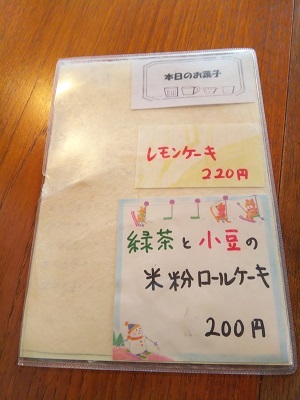 本日のお菓子
レモンケーキ
220円
緑茶と小豆の
米粉ロールケーキ
200円